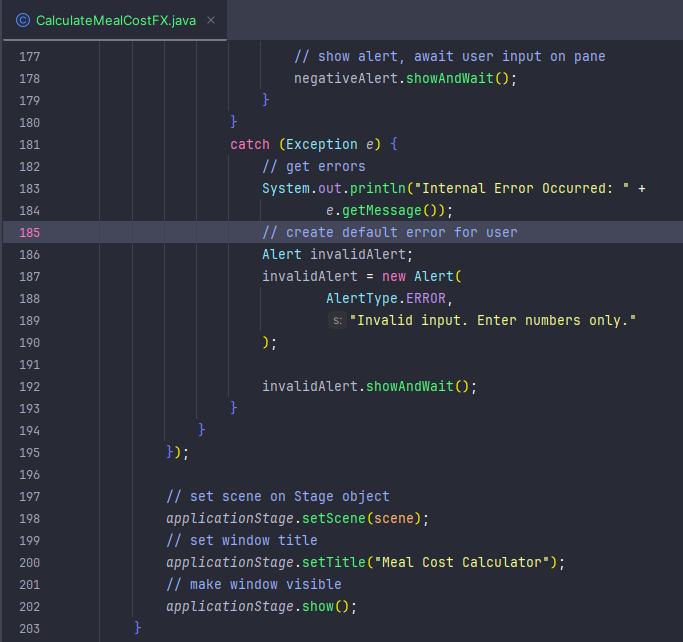 CalculateMealCostFX.java ×
177 // show alert, await user input on pane
178 negativeAlert.showAndWait();
179 }
180 }
181 catch (Exception e) {
182 // get errors
183 System.out.println("Internal Error Occurred: " +
184 e.getMessage());
185 // create default error for user
186 Alert invalidAlert;
187 invalidAlert = new Alert(
188 AlertType.ERROR,
189 s: "Invalid input. Enter numbers only."
190 );
191
192 invalidAlert.showAndWait();
193 }
194 }
195 });
196
197 // set scene on Stage object
198 applicationStage.setScene(scene);
199 // set window title
200 applicationStage.setTitle("Meal Cost Calculator");
201 // make window visible
202 applicationStage.show();
203 }